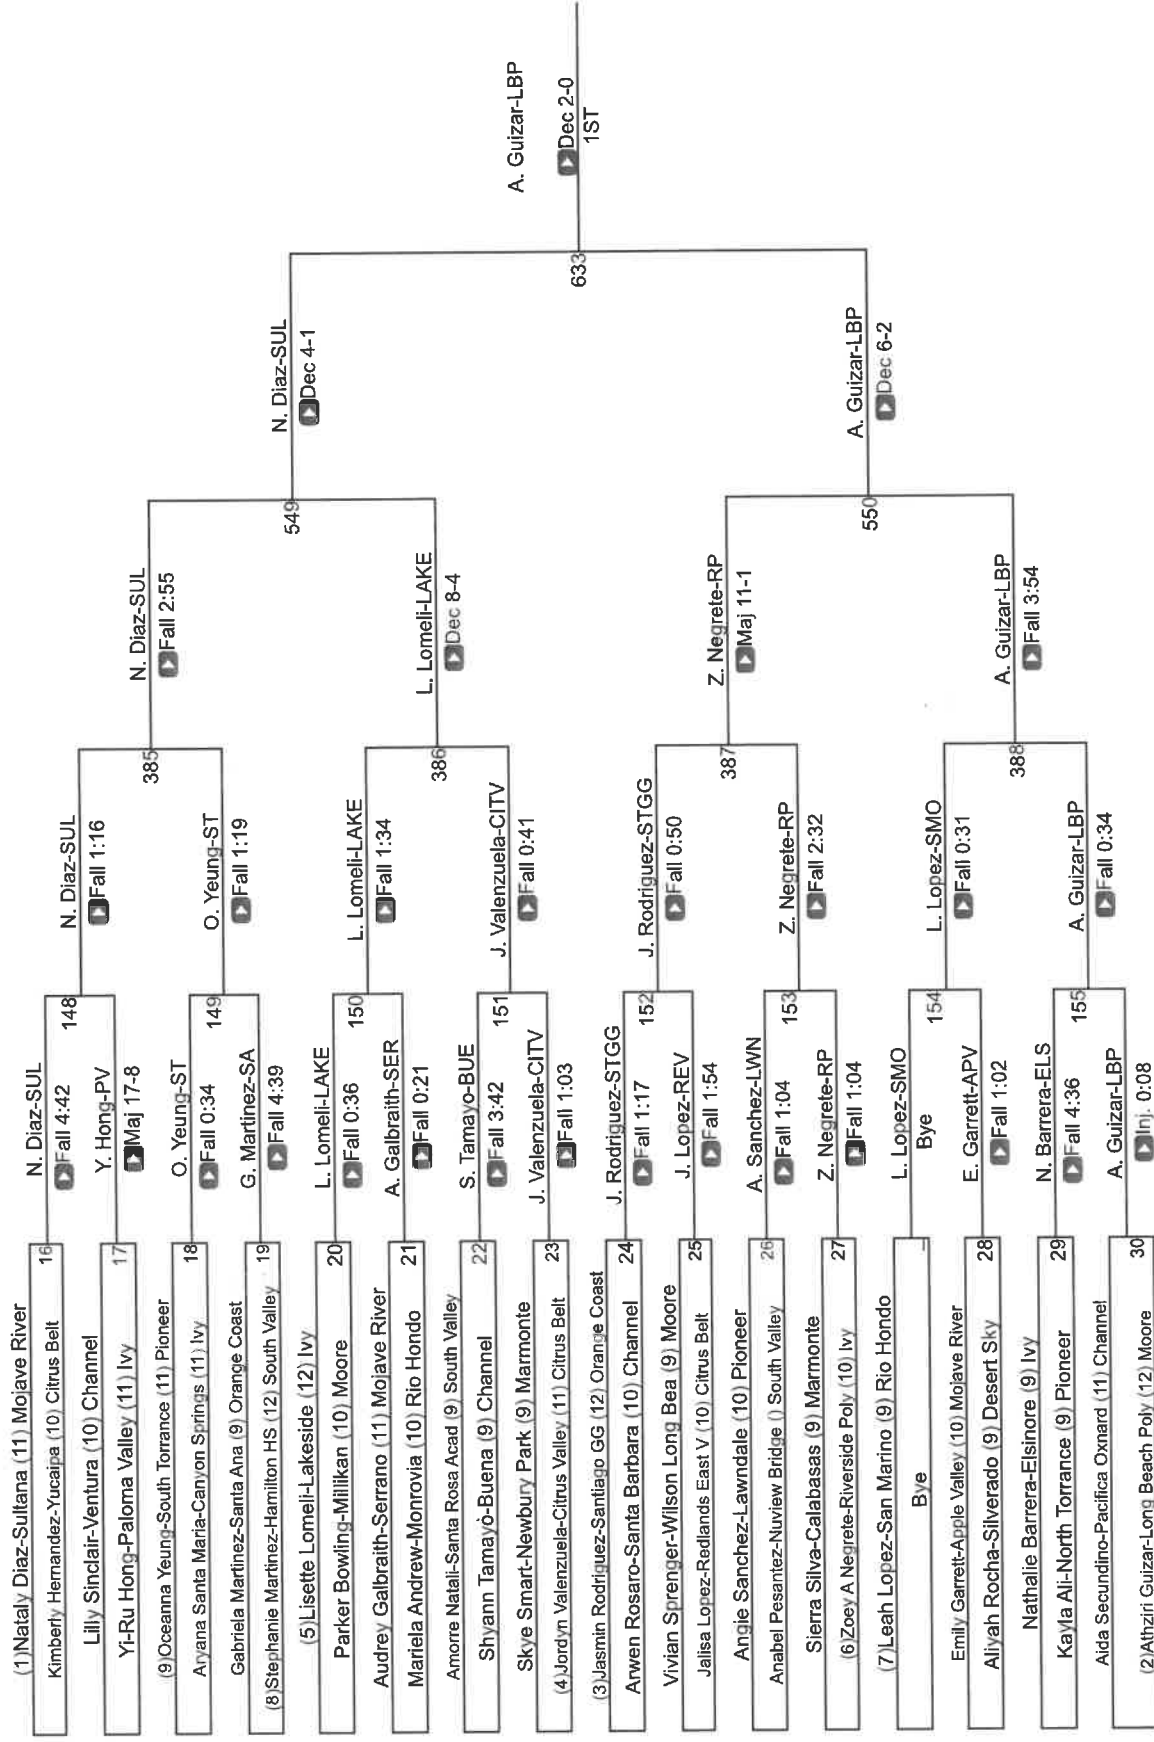 (1)Nataly Diaz-Sultana (11) Mojave River
Kimberly Hernandez-Yucaipa (10) Citrus Belt
16
Lilly Sinclair-Ventura (10) Channel
Yi-Ru Hong-Paloma Valley (11) Ivy
17
(9)Oceanna Yeung-South Torrance (11) Pioneer
Aryana Santa Maria-Canyon Springs (11) Ivy
18
Gabriela Martinez-Santa Ana (9) Orange Coast
(8)Stephanie Martinez-Hamilton HS (12) South Valley
19
(5)Lisette Lomeli-Lakeside (12) Ivy
Parker Bowling-Millikan (10) Moore
20
Audrey Galbraith-Serrano (11) Mojave River
Mariela Andrew-Monrovia (10) Rio Hondo
21
Amorre Natali-Santa Rosa Acad (9) South Valley
Shyann Tamayo-Buena (9) Channel
22
Skye Smart-Newbury Park (9) Marmonte
(4)Jordyn Valenzuela-Citrus Valley (11) Citrus Belt
23
(3)Jasmin Rodriguez-Santiago GG (12) Orange Coast
Arwen Rosaro-Santa Barbara (10) Channel
24
Vivian Sprenger-Wilson Long Bea (9) Moore
Jalisa Lopez-Redlands East V (10) Citrus Belt
25
Angie Sanchez-Lawndale (10) Pioneer
Anabel Pesantez-Nuview Bridge () South Valley
26
Sierra Silva-Calabasas (9) Marmonte
(6)Zoey A Negrete-Riverside Poly (10) Ivy
27
(7)Leah Lopez-San Marino (9) Rio Hondo
Bye
Emily Garrett-Apple Valley (10) Mojave River
Aliyah Rocha-Silverado (9) Desert Sky
28
Nathalie Barrera-Elsinore (9) Ivy
Kayla Ali-North Torrance (9) Pioneer
29
Aida Secundino-Pacifica Oxnard (11) Channel
(2)Athziri Guizar-Long Beach Poly (12) Moore
30
N. Diaz-SUL
Fall 4:42
148
Y. Hong-PV
Maj 17-8
O. Yeung-ST
Fall 0:34
149
G. Martinez-SA
Fall 4:39
L. Lomeli-LAKE
Fall 0:36
150
A. Galbraith-SER
Fall 0:21
S. Tamayo-BUE
Fall 3:42
151
J. Valenzuela-CITV
Fall 1:03
J. Rodriguez-STGG
Fall 1:17
152
J. Lopez-REV
Fall 1:54
A. Sanchez-LWN
Fall 1:04
153
Z. Negrete-RP
Fall 1:04
L. Lopez-SMO
Bye
154
E. Garrett-APV
Fall 1:02
N. Barrera-ELS
Fall 4:36
155
A. Guizar-LBP
Inj. 0:08
N. Diaz-SUL
Fall 1:16
385
O. Yeung-ST
Fall 1:19
L. Lomeli-LAKE
Fall 1:34
386
J. Valenzuela-CITV
Fall 0:41
J. Rodriguez-STGG
Fall 0:50
387
Z. Negrete-RP
Fall 2:32
L. Lopez-SMO
Fall 0:31
388
A. Guizar-LBP
Fall 0:34
N. Diaz-SUL
Fall 2:55
549
L. Lomeli-LAKE
Dec 8-4
Z. Negrete-RP
Maj 11-1
550
A. Guizar-LBP
Fall 3:54
N. Diaz-SUL
Dec 4-1
633
A. Guizar-LBP
Dec 6-2
A. Guizar-LBP
Dec 2-0
1ST